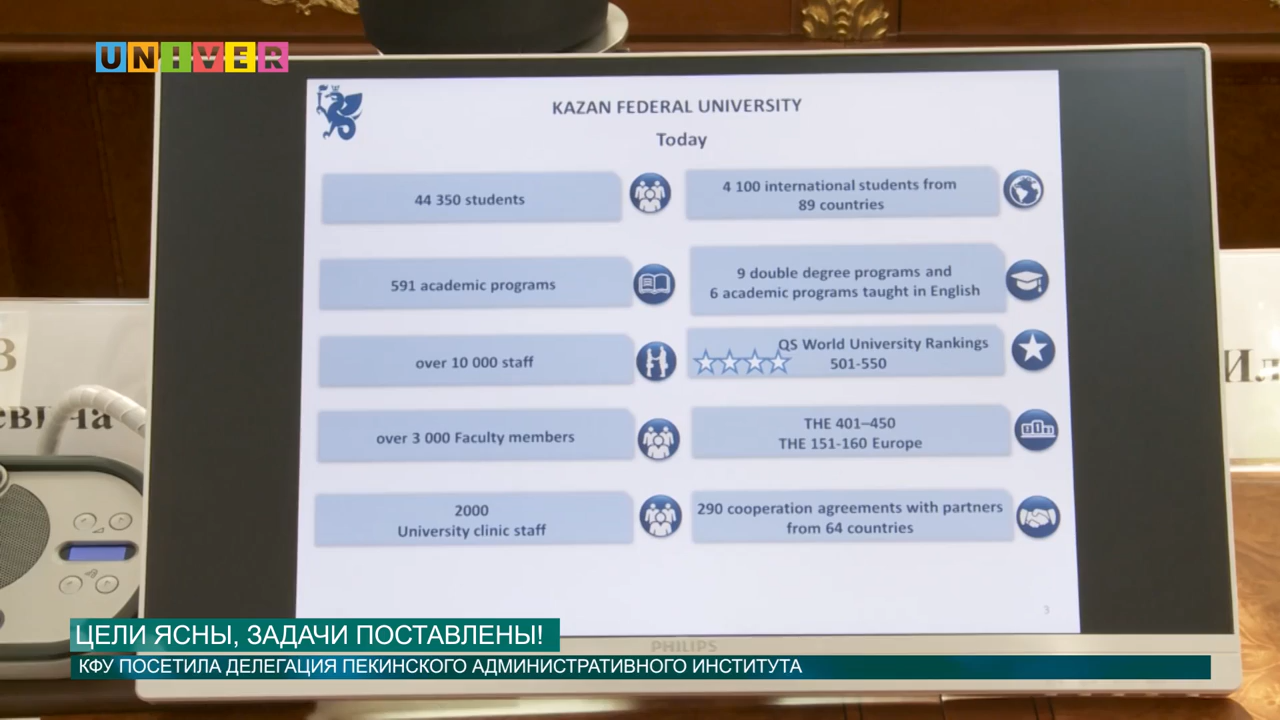 UNIVER
KAZAN FEDERAL UNIVERSITY
Today
44 350 students
4 100 international students from
89 countries
591 academic programs
9 double degree programs and
6 academic programs taught in English
over 10 000 staff
QS World University Rankings
501-550
over 3 000 Faculty members
THE 401–450
THE 151-160 Europe
2000
University clinic staff
290 cooperation agreements with partners
from 64 countries
3
PHILIPS
ЦЕЛИ ЯСНЫ, ЗАДАЧИ ПОСТАВЛЕНЫ!
КФУ ПОСЕТИЛА ДЕЛЕГАЦИЯ ПЕКИНСКОГО АДМИНИСТРАТИВНОГО ИНСТИТУТА